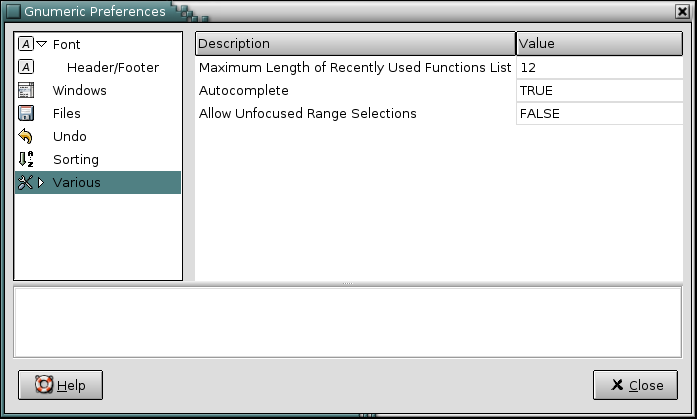 Gnumeric Preferences
Font
Header/Footer
Windows
Files
Undo
Sorting
Various
Description Value
Maximum Length of Recently Used Functions List 12
Autocomplete TRUE
Allow Unfocused Range Selections FALSE
Help
Close